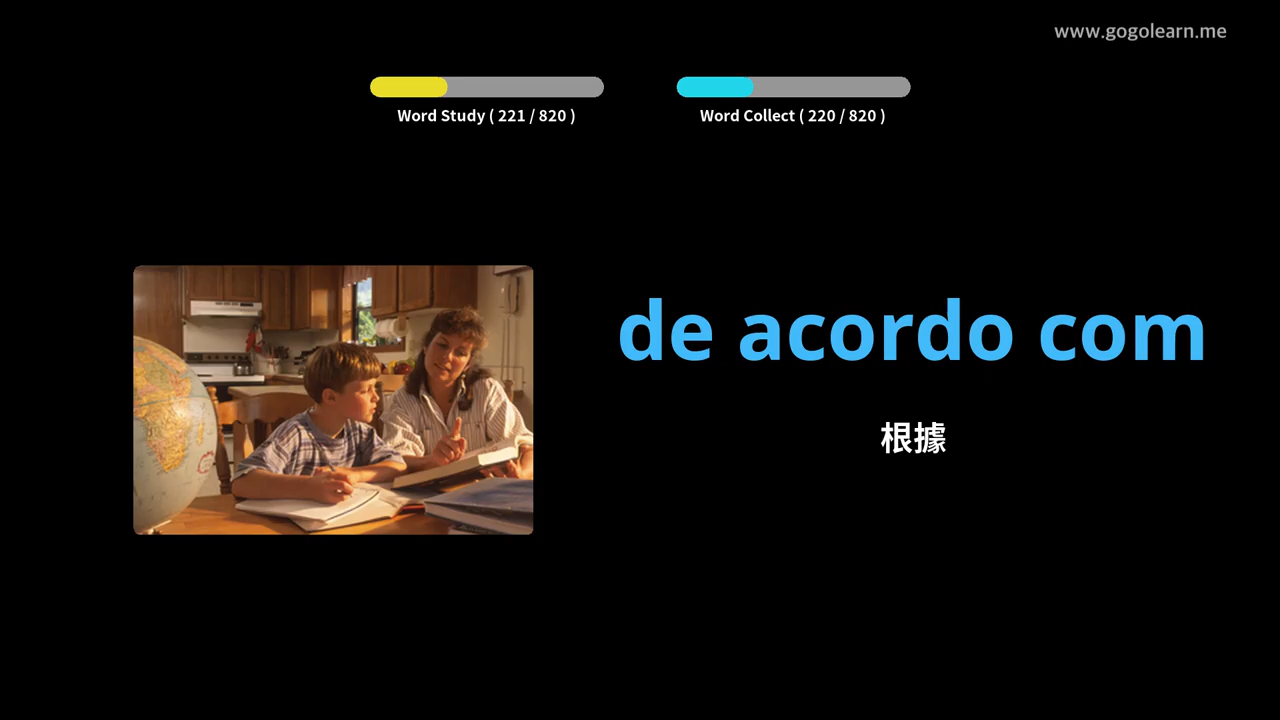 www.gogolearn.me
Word Study ( 221 / 820 )
Word Collect ( 220 / 820 )
de acordo com
根據